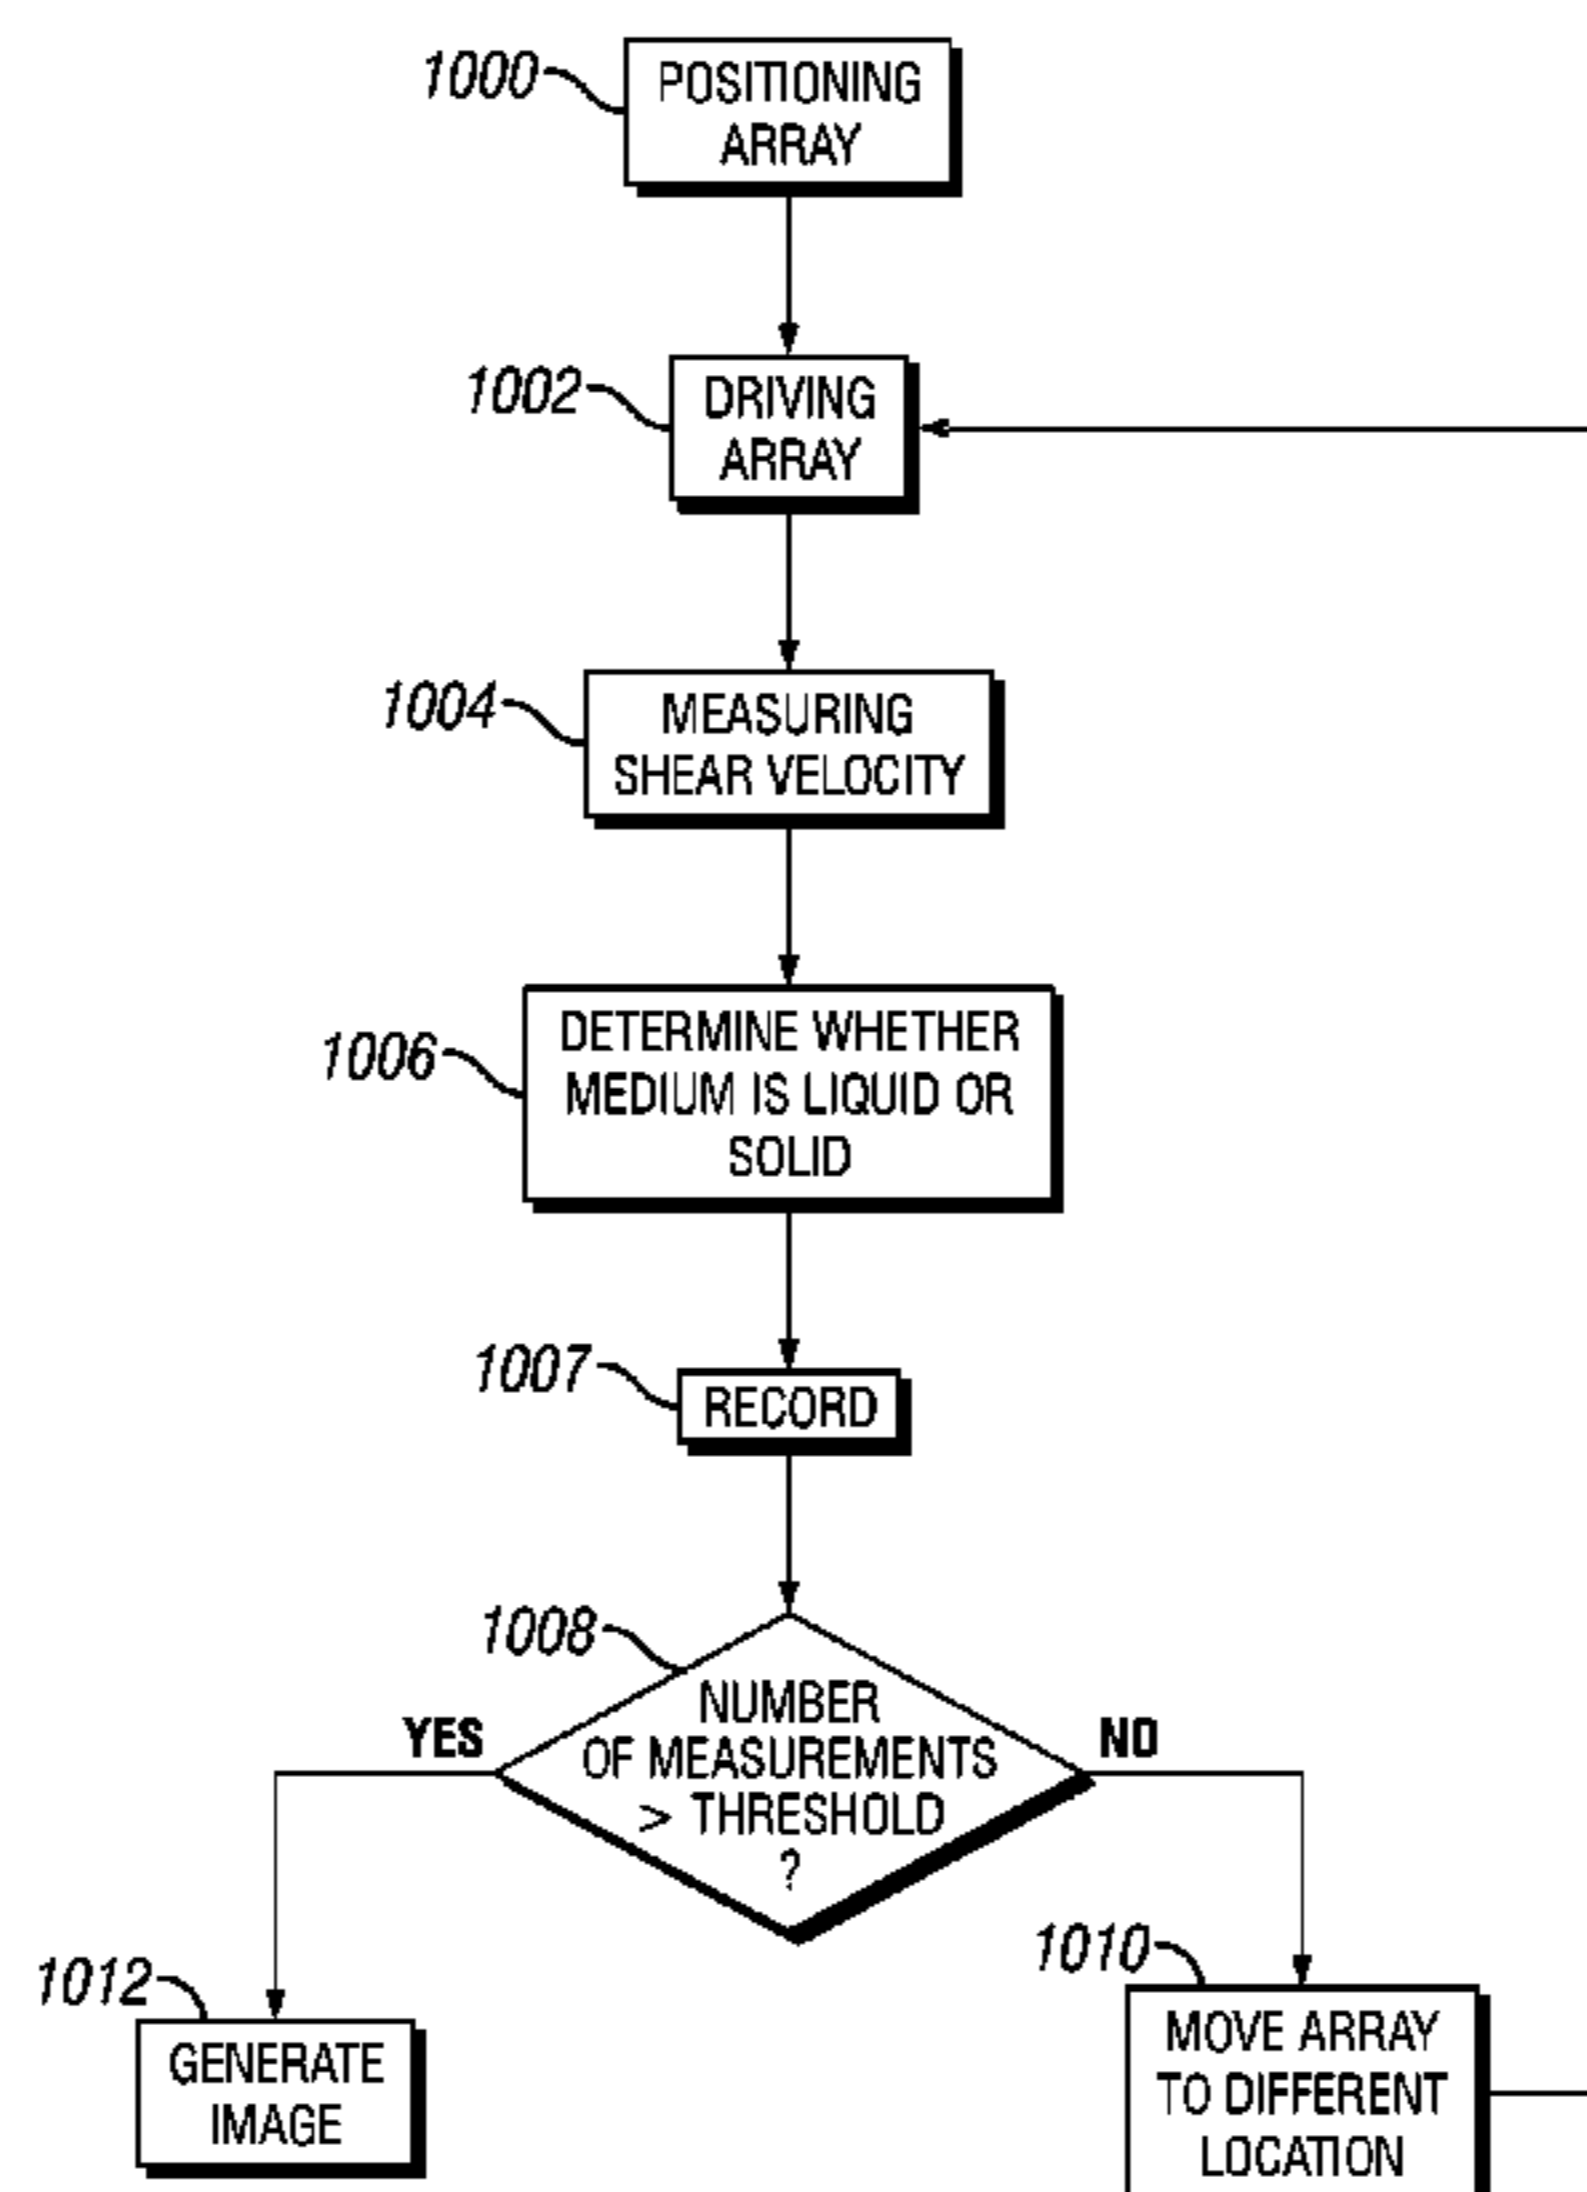 1000
POSITIONING
ARRAY
1002
DRIVING
ARRAY
1004
MEASURING
SHEAR VELOCITY
1006
DETERMINE WHETHER
MEDIUM IS LIQUID OR
SOLID
1007
RECORD
1008
NUMBER
OF MEASUREMENTS
> THRESHOLD
?
YES
NO
1012
GENERATE
IMAGE
1010
MOVE ARRAY
TO DIFFERENT
LOCATION